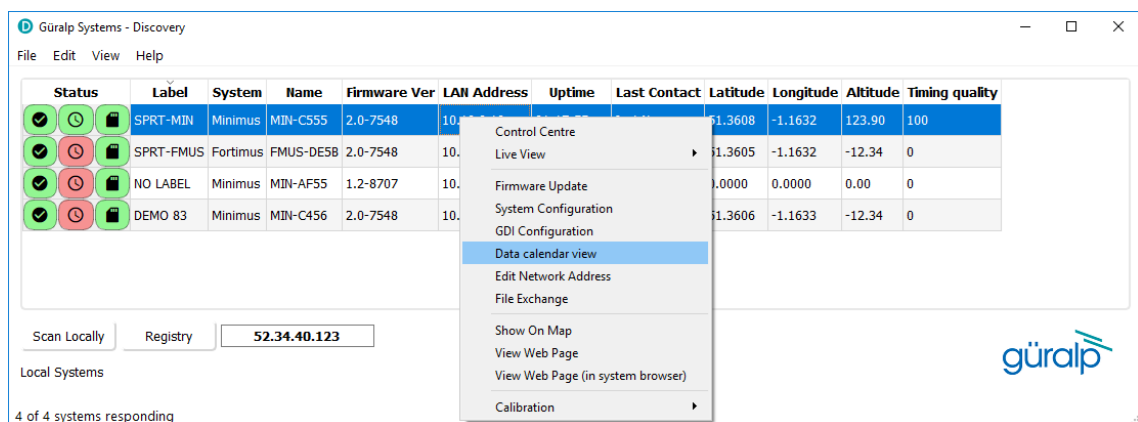 Güralp Systems - Discovery
File Edit View Help
Status Label System Name Firmware Ver LAN Address Uptime Last Contact Latitude Longitude Altitude Timing quality
SPRT-MIN Minimus MIN-C555 2.0-7548 51.3608 -1.1632 123.90 100
SPRT-FMUS Fortimus FMUS-DE5B 2.0-7548 10. 51.3605 -1.1632 -12.34 0
NO LABEL Minimus MIN-AF55 1.2-8707 10. 0.0000 0.00 0
DEMO 83 Minimus MIN-C456 2.0-7548 10. 51.3606 -1.1633 -12.34 0
Control Centre
Live View
Firmware Update
System Configuration
GDI Configuration
Data calendar view
Edit Network Address
File Exchange
Show On Map
View Web Page
View Web Page (in system browser)
Calibration
Scan Locally Registry 52.34.40.123
güralp
Local Systems
4 of 4 systems responding